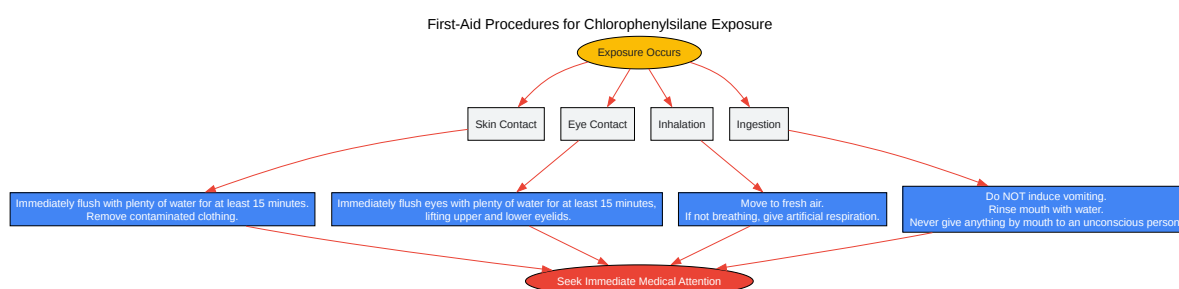 First-Aid Procedures for Chlorophenylsilane Exposure
Exposure Occurs
Skin Contact
Eye Contact
Inhalation
Ingestion
Immediately flush with plenty of water for at least 15 minutes.
Remove contaminated clothing.
Immediately flush eyes with plenty of water for at least 15 minutes,
lifting upper and lower eyelids.
Move to fresh air.
If not breathing, give artificial respiration.
Do NOT induce vomiting.
Rinse mouth with water.
Never give anything by mouth to an unconscious person
Seek Immediate Medical Attention